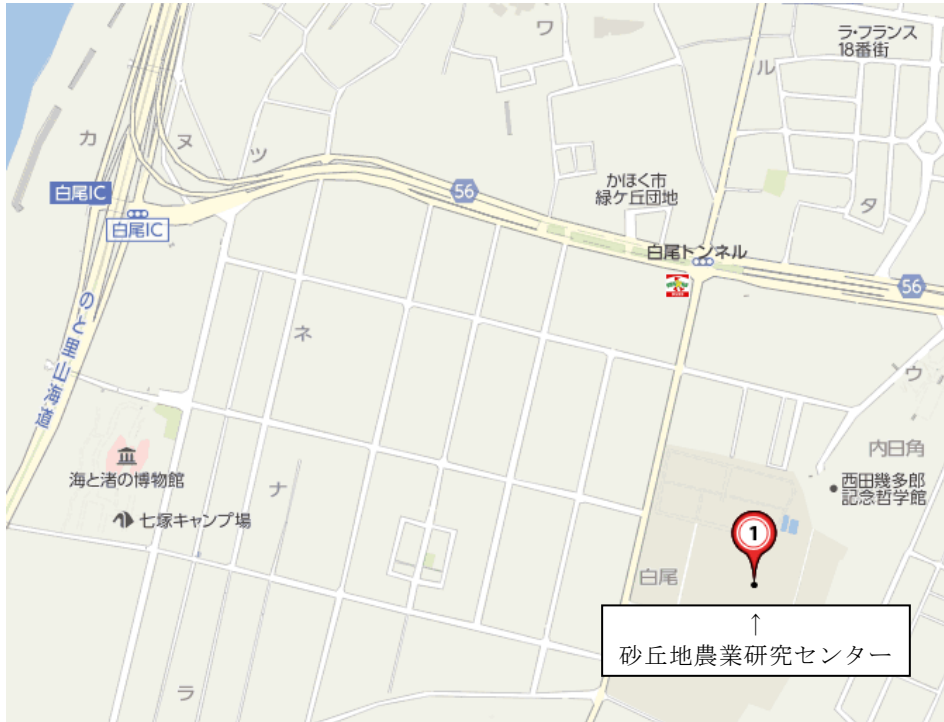 ワ
ラ・フランス
18番街
ル
カ
ヌ
ツ
白尾IC
白尾IC
56
かほく市
緑ケ丘団地
タ
白尾トンネル
56
のと里山海道
ネ
ウ
内日角
海と渚の博物館
ナ
西田幾多郎
記念哲学館
七塚キャンプ場
1
白尾
↑
砂丘地農業研究センター
ラ